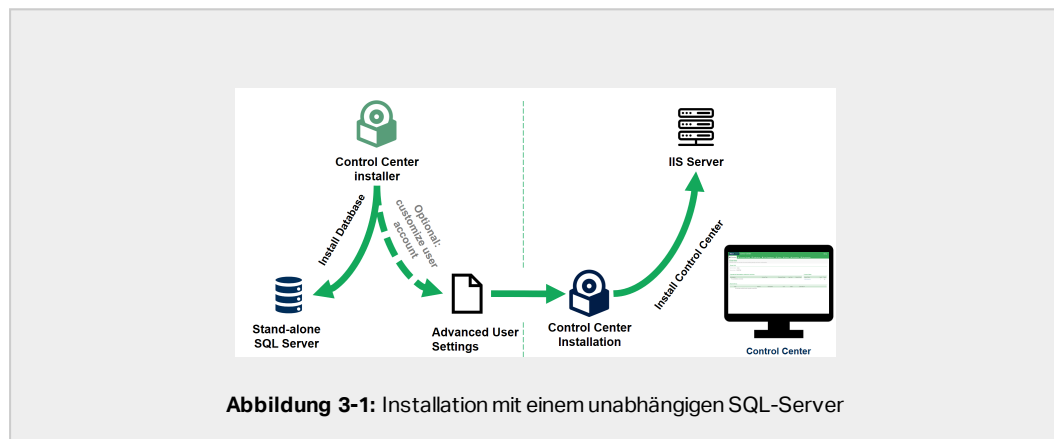 Control Center
installer
Install Database
Optional:
customize user
account
Stand-alone
SQL Server
Advanced User
Settings
Control Center
Installation
Install Control Center
IIS Server
Control Center
Abbildung 3-1: Installation mit einem unabhängigen SQL-Server